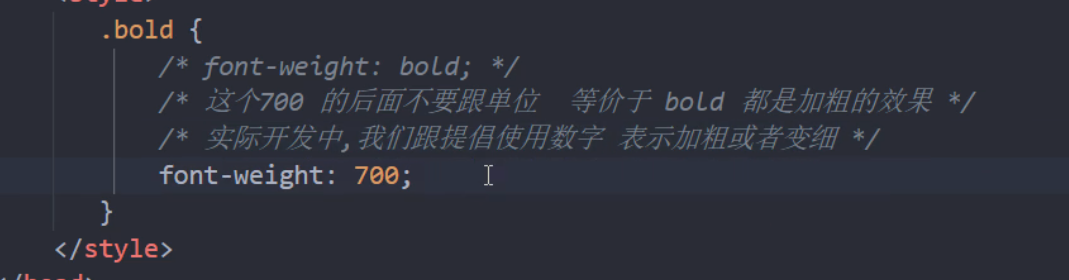 <style>
.bold {
/* font-weight: bold; */
/* 这个700 的后面不要跟单位  等价于 bold 都是加粗的效果 */
/* 实际开发中,我们跟提倡使用数字 表示加粗或者变细 */
font-weight: 700;
}
</style>
</head>